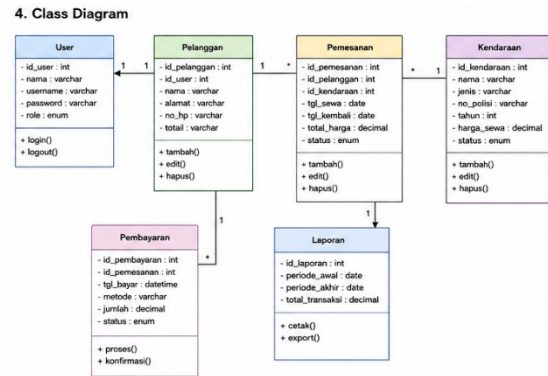 4. Class Diagram
User
- id_user : int
- nama : varchar
- username : varchar
- password : varchar
- role : enum
+ login()
+ logout()
1
1
Pelanggan
- id_pelanggan : int
- id_user : int
- nama : varchar
- alamat : varchar
- no_hp : varchar
- totail : varchar
+ tambah()
+ edit()
+ hapus()
1
*
Pemesanan
- id_pemesanan : int
- id_pelanggan : int
- id_kendaraan : int
- tgl_sewa : date
- tgl_kembali : date
- total_harga : decimal
- status : enum
+ tambah()
+ edit()
+ hapus()
*
1
Kendaraan
- id_kendaraan : int
- nama : varchar
- jenis : varchar
- no_polisi : varchar
- tahun : int
- harga_sewa : decimal
- status : enum
+ tambah()
+ edit()
+ hapus()
1
*
Pembayaran
- id_pembayaran : int
- id_pemesanan : int
- tgl_bayar : datetime
- metode : varchar
- jumlah : decimal
- status : enum
+ proses()
+ konfirmasi()
1
Laporan
- id_laporan : int
- periode_awal : date
- periode_akhir : date
- total_transaksi : decimal
+ cetak()
+ export()